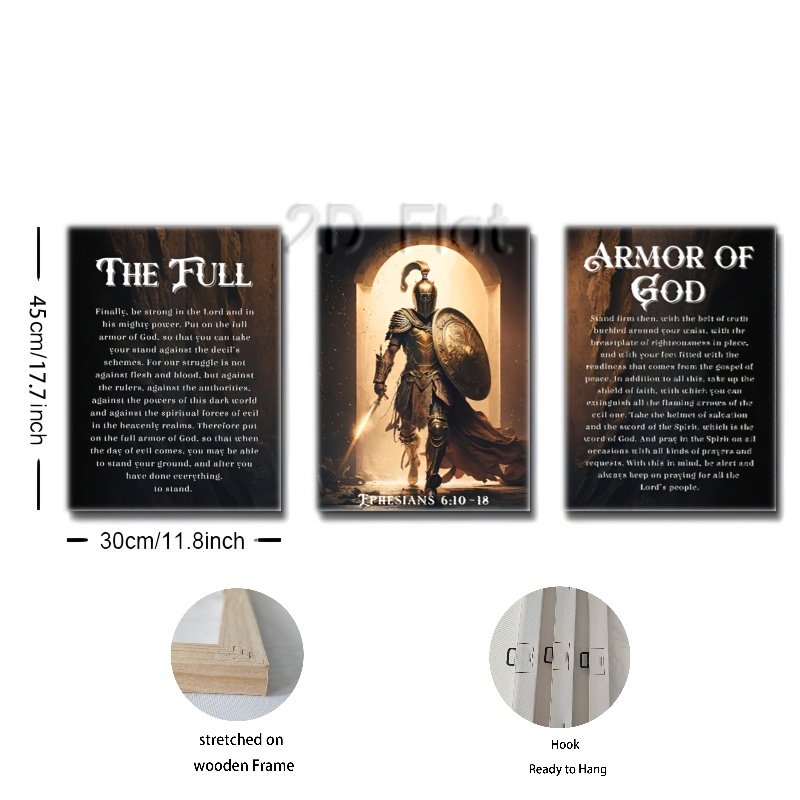 2D Flat
THE FULL
Finally, be strong in the Lord and in
his mighty power. Put on the full
armor of God, so that you can take
your stand against the devil's
schemes. For our struggle is not
against flesh and blood, but against
the rulers, against the authorities,
against the powers of this dark world
and against the spiritual forces of evil
in the heavenly realms. Therefore put
on the full armor of God, so that when
the day of evil comes, you may be able
to stand your ground, and after you
have done everything,
to stand.
EPHESIANS 6:10-18
ARMOR OF
GOD
Stand firm then, with the belt of truth
buckled around your waist, with the
breastplate of righteousness in place,
and with your feet fitted with the
readiness that comes from the gospel of
peace. In addition to all this, take up the
shield of faith, with which you can
extinguish all the flaming arrows of the
evil one. Take the helmet of salvation
and the sword of the Spirit, which is the
word of God. And pray in the Spirit on all
occasions with all kinds of prayers and
requests. With this in mind, be alert and
always keep on praying for all the
Lord's people.
45cm/17.7inch
30cm/11.8inch
stretched on
wooden Frame
Hook
Ready to Hang